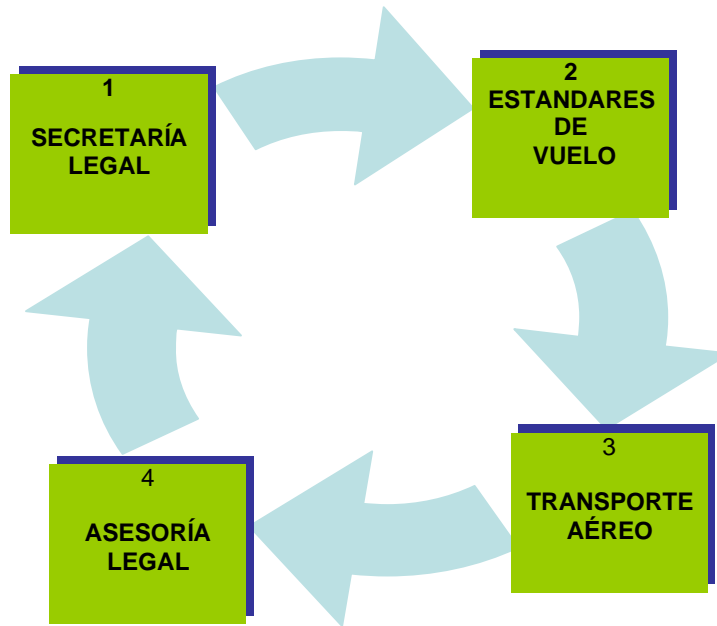 1
SECRETARÍA
LEGAL
2
ESTANDARES
DE
VUELO
3
TRANSPORTE
AÉREO
4
ASESORÍA
LEGAL